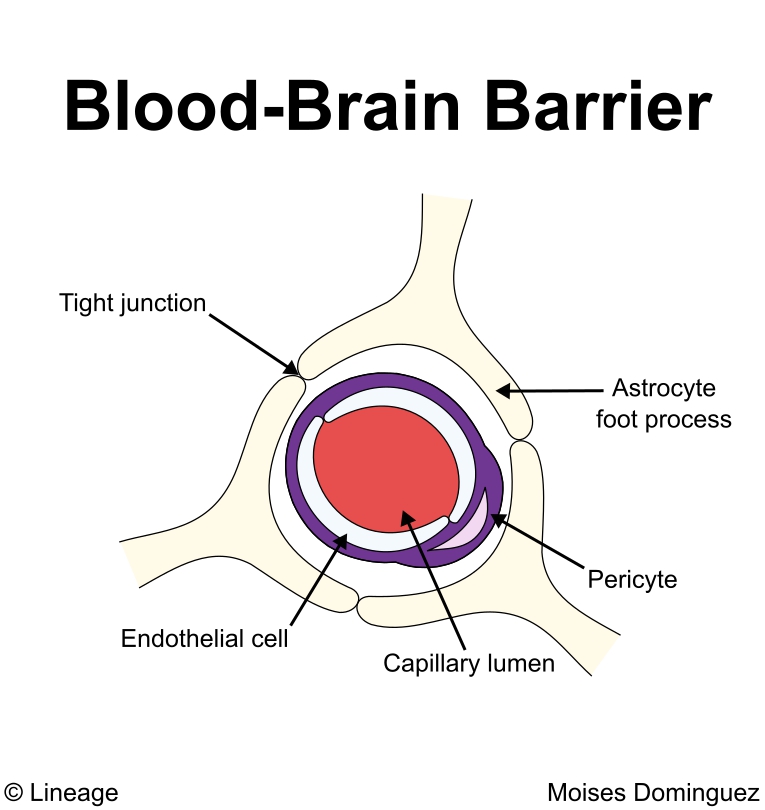 Blood-Brain Barrier
Tight junction
Astrocyte
foot process
Pericyte
Endothelial cell
Capillary lumen
© Lineage
Moises Dominguez